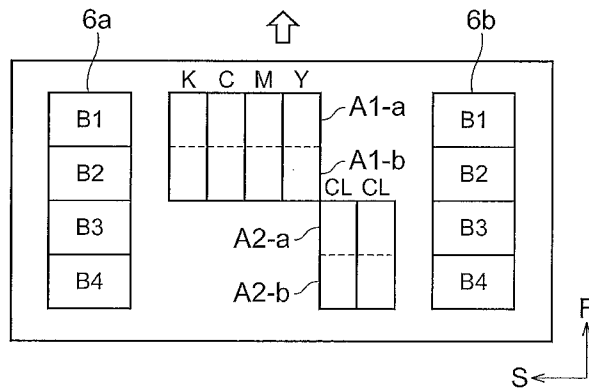 6a 6b
K C M Y
B1 A1-a B1
B2 A1-b B2
CL CL
B3 A2-a B3
B4 A2-b B4
F
S